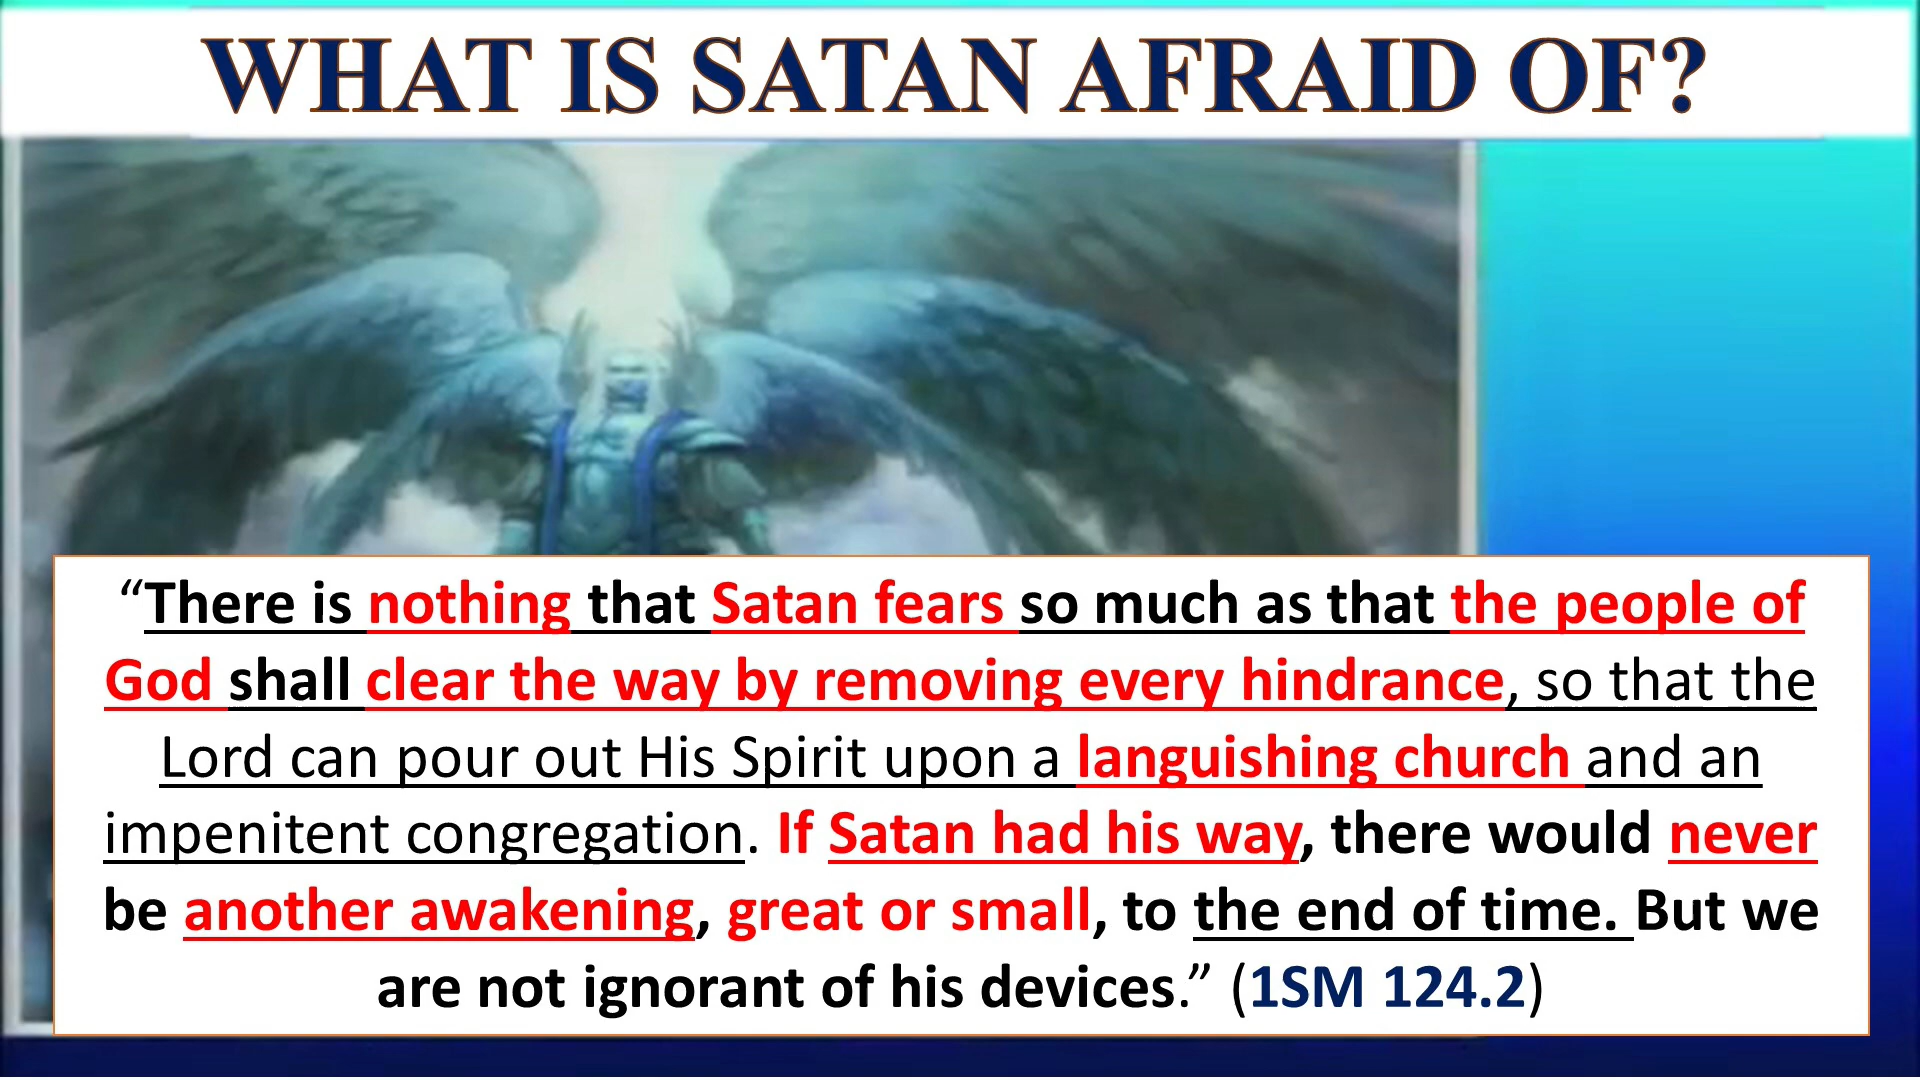 WHAT IS SATAN AFRAID OF?
“There is nothing that Satan fears so much as that the people of
God shall clear the way by removing every hindrance, so that the
Lord can pour out His Spirit upon a languishing church and an
impenitent congregation. If Satan had his way, there would never
be another awakening, great or small, to the end of time. But we
are not ignorant of his devices.” (1SM 124.2)